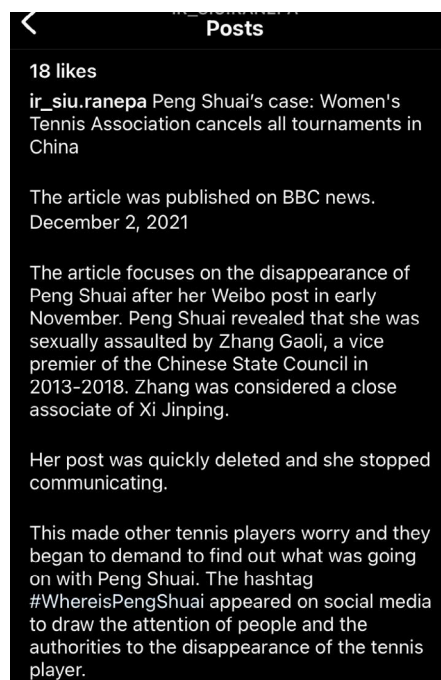 Posts
18 likes
ir_siu.ranepa Peng Shuai's case: Women's
Tennis Association cancels all tournaments in
China
The article was published on BBC news.
December 2, 2021
The article focuses on the disappearance of
Peng Shuai after her Weibo post in early
November. Peng Shuai revealed that she was
sexually assaulted by Zhang Gaoli, a vice
premier of the Chinese State Council in
2013-2018. Zhang was considered a close
associate of Xi Jinping.
Her post was quickly deleted and she stopped
communicating.
This made other tennis players worry and they
began to demand to find out what was going
on with Peng Shuai. The hashtag
#WhereisPengShuai appeared on social media
to draw the attention of people and the
authorities to the disappearance of the tennis
player.